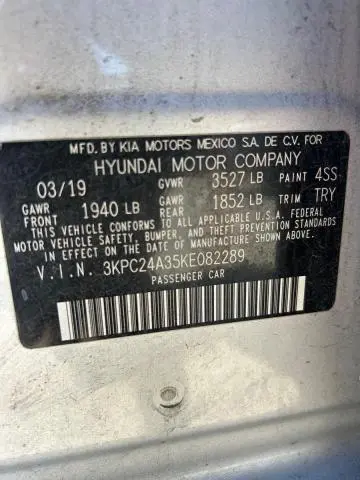 MFD. BY KIA MOTORS MEXICO S.A. DE C.V. FOR
HYUNDAI MOTOR COMPANY
03/19 GVWR 3527 LB PAINT 4SS
GAWR FRONT 1940 LB GAWR REAR 1852 LB TRIM TRY
THIS VEHICLE CONFORMS TO ALL APPLICABLE U.S.A. FEDERAL
MOTOR VEHICLE SAFETY, BUMPER, AND THEFT PREVENTION STANDARDS
IN EFFECT ON THE DATE OF MANUFACTURE SHOWN ABOVE.
V.I.N. 3KPC24A35KE082289
PASSENGER CAR